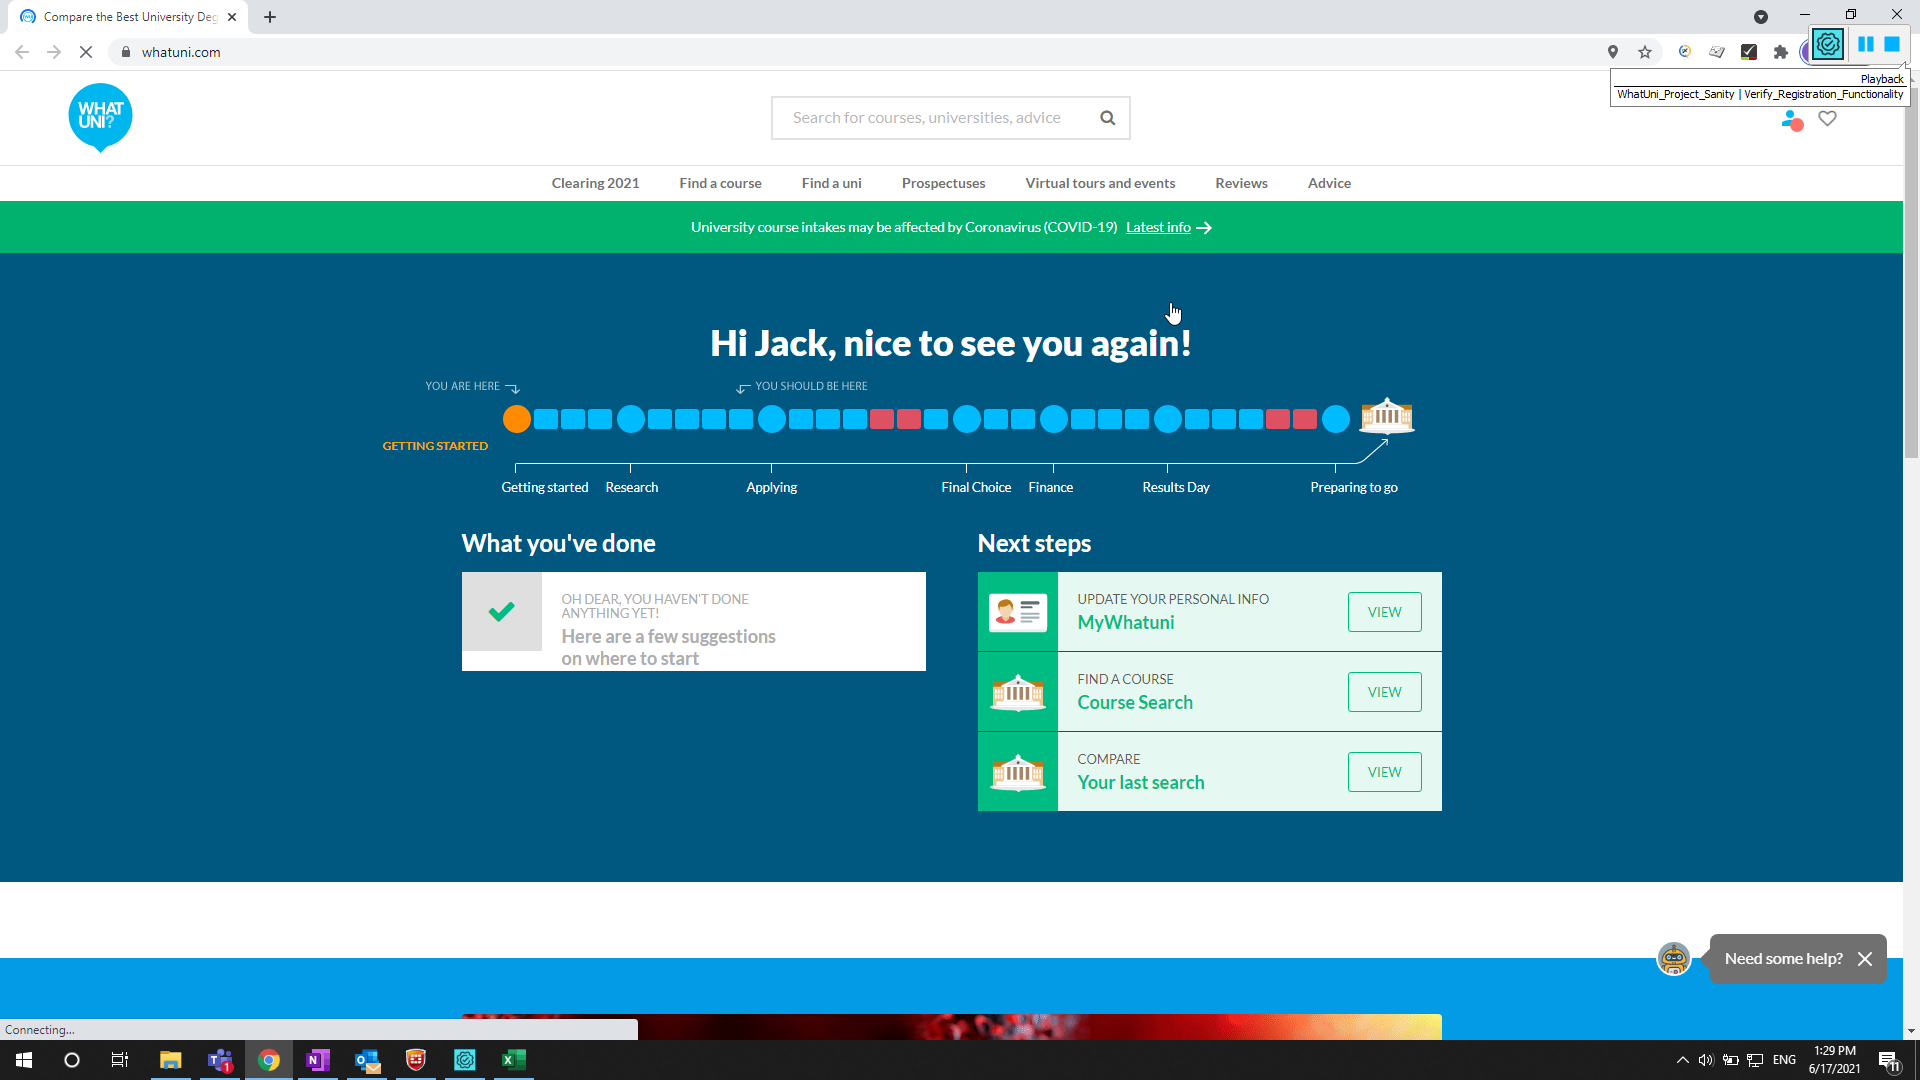 Compare the Best University Deg
whatuni.com
Playback
WhatUni_Project_Sanity | Verify_Registration_Functionality
WHAT
UNI?
Search for courses, universities, advice
Clearing 2021
Find a course
Find a uni
Prospectuses
Virtual tours and events
Reviews
Advice
University course intakes may be affected by Coronavirus (COVID-19) Latest info
Hi Jack, nice to see you again!
YOU ARE HERE
YOU SHOULD BE HERE
GETTING STARTED
Getting started
Research
Applying
Final Choice
Finance
Results Day
Preparing to go
What you've done
OH DEAR, YOU HAVEN'T DONE
ANYTHING YET!
Here are a few suggestions
on where to start
Next steps
UPDATE YOUR PERSONAL INFO
MyWhatuni
VIEW
FIND A COURSE
Course Search
VIEW
COMPARE
Your last search
VIEW
Need some help?
Connecting...
ENG
1:29 PM
6/17/2021
11